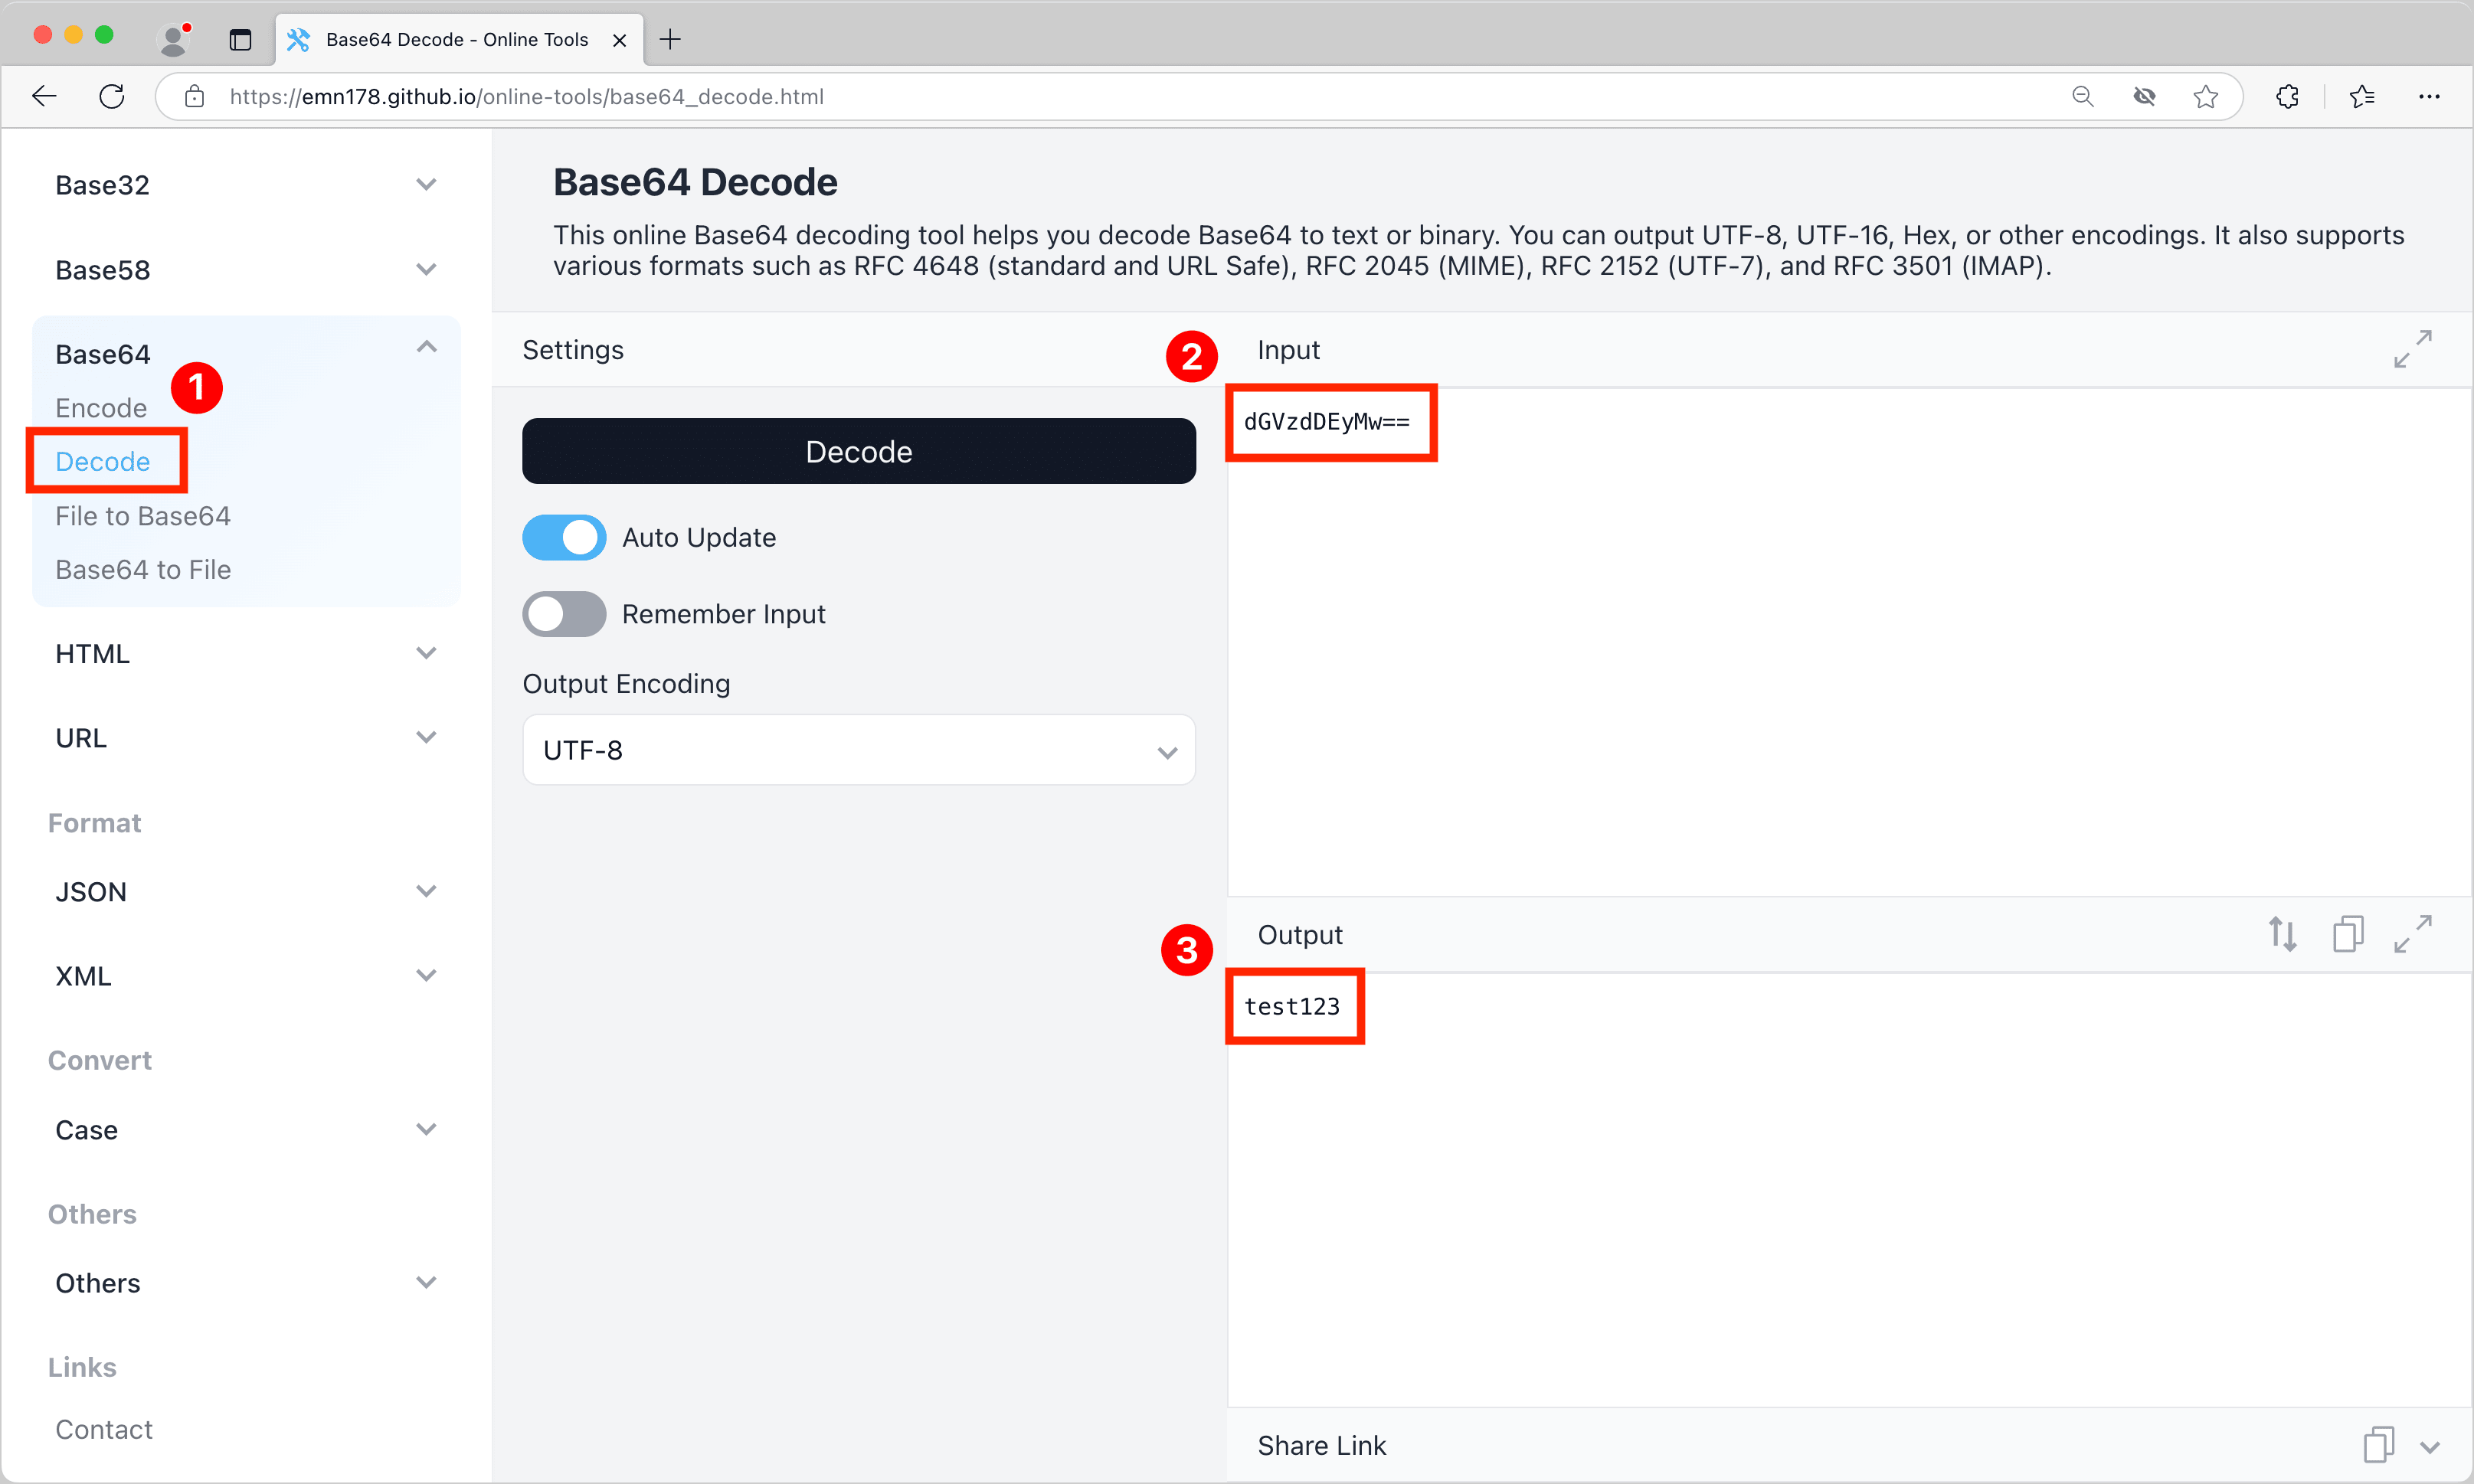 Base64 Decode - Online Tools
https://emn178.github.io/online-tools/base64_decode.html
Base32
Base58
Base64
1
Encode
Decode
File to Base64
Base64 to File
HTML
URL
Format
JSON
XML
Convert
Case
Others
Others
Links
Contact
Base64 Decode
This online Base64 decoding tool helps you decode Base64 to text or binary. You can output UTF-8, UTF-16, Hex, or other encodings. It also supports
various formats such as RFC 4648 (standard and URL Safe), RFC 2045 (MIME), RFC 2152 (UTF-7), and RFC 3501 (IMAP).
Settings
Decode
Auto Update
Remember Input
Output Encoding
UTF-8
2
Input
dGVzdDEyMw==
3
Output
test123
Share Link